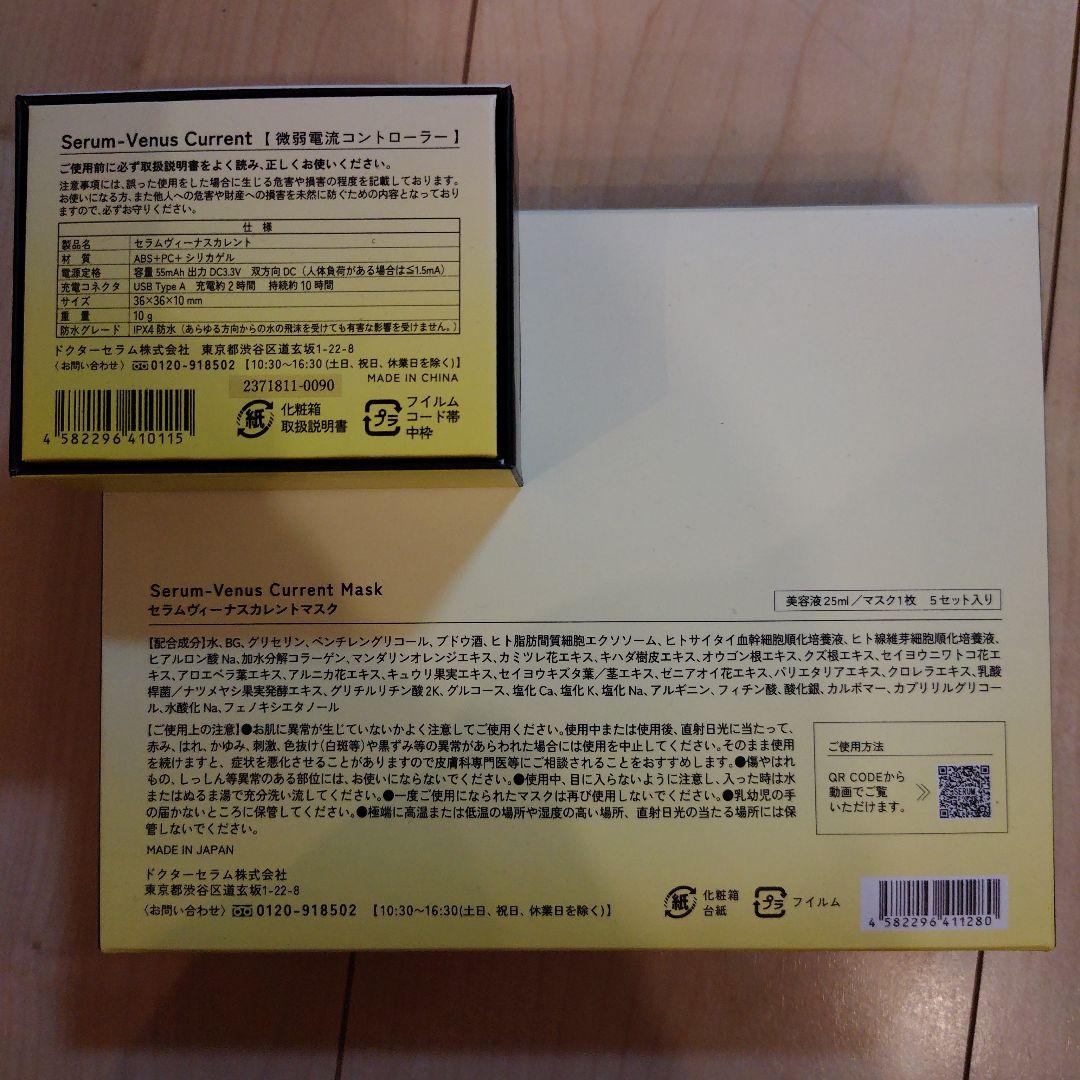 Serum-Venus Current【微弱電流コントローラー】
ご使用前に必ず取扱説明書をよく読み、正しくお使いください。
注意事項には、誤った使用をした場合に生じる危害や損害の程度を記載しております。
お使いになる方、また他人への危害や財産への損害を未然に防ぐための内容となってお
りますので、必ずお守りください。
仕 様
製品名 セラムヴィーナスカレント
材 質 ABS+PC+シリカゲル
電源定格 容量 55mAh 出力 DC3.3V 双方向 DC（人体負荷がある場合は≦1.5mA）
充電コネクタ USB Type A 充電約 2 時間 持続約 10 時間
サイズ 36×36×10 mm
重 量 10 g
防水グレード IPX4 防水（あらゆる方向からの水の飛沫を受けても有害な影響を受けません。）
ドクターセラム株式会社 東京都渋谷区道玄坂1-22-8
〈お問い合わせ〉0120-918502【10:30〜16:30（土日、祝日、休業日を除く）】
MADE IN CHINA
2371811-0090
紙 化粧箱
取扱説明書
プラ フイルム
コード帯
中枠
4 582296 410115
Serum-Venus Current Mask
セラムヴィーナスカレントマスク
美容液 25ml／マスク1枚 5セット入り
【配合成分】水、BG、グリセリン、ペンチレングリコール、ブドウ酒、ヒト脂肪間質細胞エクソソーム、ヒトサイタイ血幹細胞順化培養液、ヒト線維芽細胞順化培養液、
ヒアルロン酸 Na、加水分解コラーゲン、マンダリンオレンジエキス、カミツレ花エキス、キハダ樹皮エキス、オウゴン根エキス、クズ根エキス、セイヨウニワトコ花エ
キス、アロエベラ葉エキス、アルニカ花エキス、キュウリ果実エキス、セイヨウキズタ葉／茎エキス、ゼニアオイ花エキス、パリエタリアエキス、クロレラエキス、乳酸
桿菌／ナツメヤシ果実発酵エキス、グリチルリチン酸 2K、グルコース、塩化 Ca、塩化 K、塩化 Na、アルギニン、フィチン酸、酸化銀、カルボマー、カプリリルグリコー
ル、水酸化 Na、フェノキシエタノール
【ご使用上の注意】●お肌に異常が生じていないかよく注意してご使用ください。使用中または使用後、直射日光に当たって、
赤み、はれ、かゆみ、刺激、色抜け（白斑等）や黒ずみ等の異常があらわれた場合には使用を中止してください。そのまま使用
を続けますと、症状を悪化させることがありますので皮膚科専門医等にご相談されることをおすすめします。●傷やはれ
もの、しっしん等異常のある部位には、お使いにならないでください。●使用中、目に入らないように注意し、入った時は水
またはぬるま湯で充分洗い流してください。●一度ご使用になられたマスクは再び使用しないでください。●乳幼児の手
の届かないところに保管してください。●極端に高温または低温の場所や湿度の高い場所、直射日光の当たる場所には保
管しないでください。
ご使用方法
QR CODEから
動画でご覧
いただけます。
SERUM
MADE IN JAPAN
ドクターセラム株式会社
東京都渋谷区道玄坂1-22-8
〈お問い合わせ〉0120-918502【10:30〜16:30（土日、祝日、休業日を除く）】
紙 化粧箱
台紙
プラ フイルム
4 582296 411280